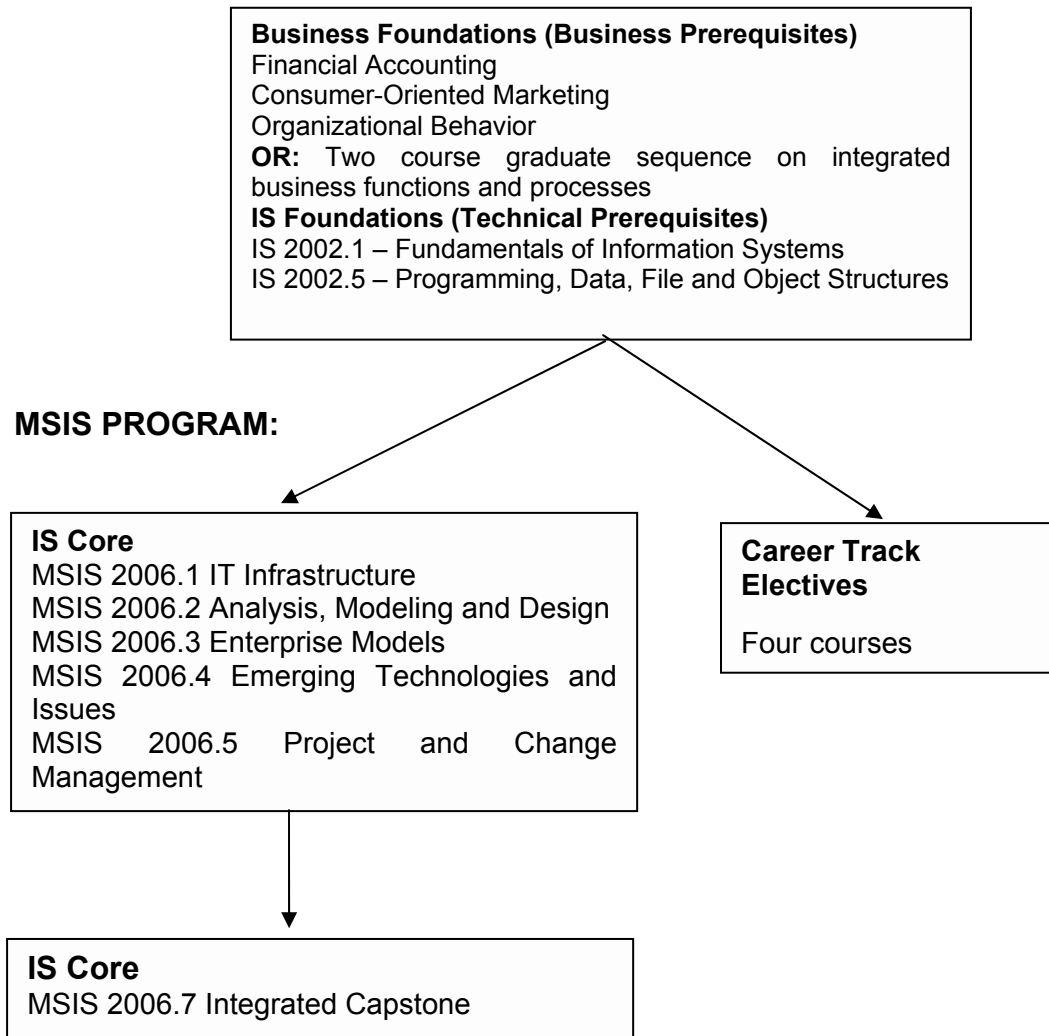 Business Foundations (Business Prerequisites)
Financial Accounting
Consumer-Oriented Marketing
Organizational Behavior
OR: Two course graduate sequence on integrated
business functions and processes
IS Foundations (Technical Prerequisites)
IS 2002.1 – Fundamentals of Information Systems
IS 2002.5 – Programming, Data, File and Object Structures
MSIS PROGRAM:
IS Core
MSIS 2006.1 IT Infrastructure
MSIS 2006.2 Analysis, Modeling and Design
MSIS 2006.3 Enterprise Models
MSIS 2006.4 Emerging Technologies and
Issues
MSIS 2006.5 Project and Change
Management
Career Track
Electives
Four courses
IS Core
MSIS 2006.7 Integrated Capstone